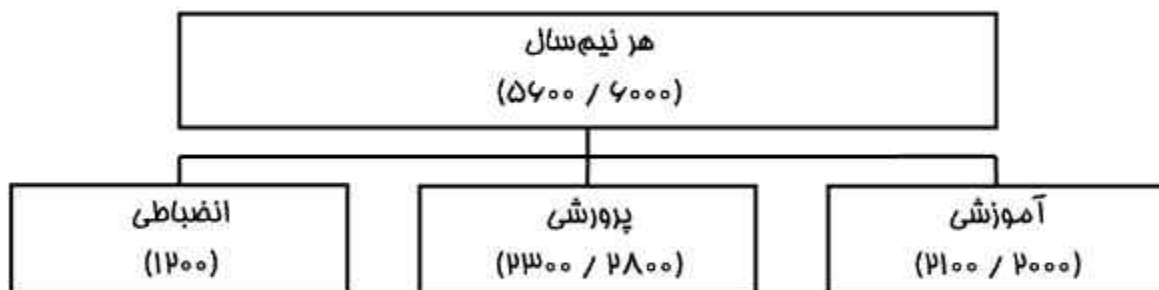 هر نیم‌سال
(۶۰۰۰ / ۵۶۰۰)
آموزشی
(۲۰۰۰ / ۲۱۰۰)
پرورشی
(۲۸۰۰ / ۲۳۰۰)
انضباطی
(۱۲۰۰)